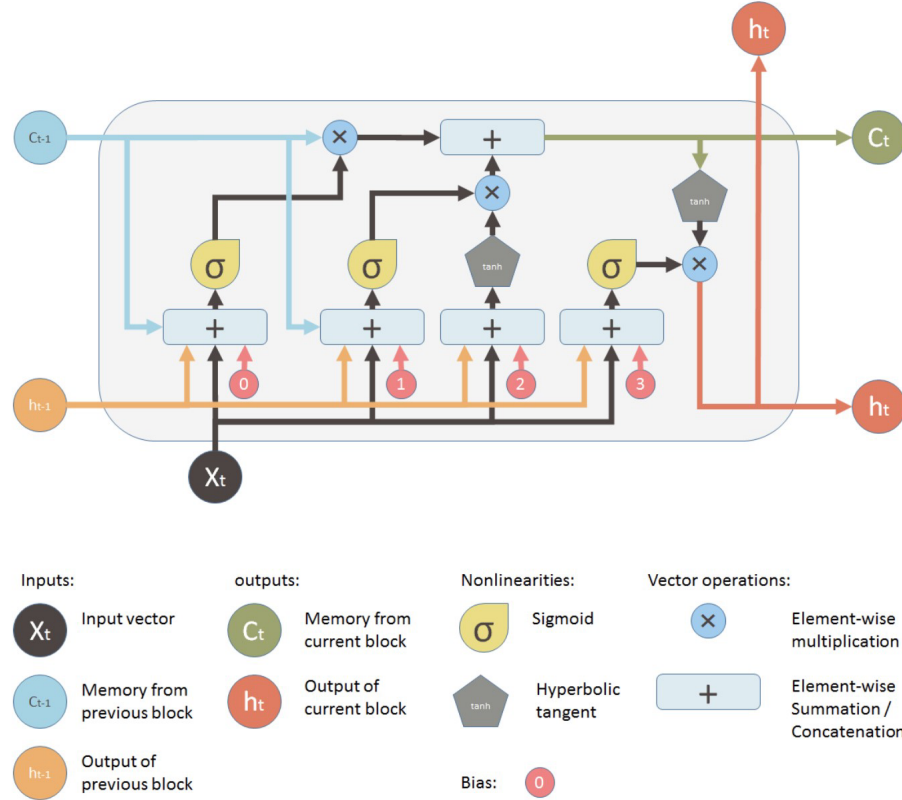 ht
Ct-1
×
+
Ct
tanh
×
σ
σ
tanh
σ
×
+
+
+
+
0
1
2
3
ht-1
ht
Xt
Inputs:
outputs:
Nonlinearities:
Vector operations:
Xt
Input vector
Ct
Memory from
current block
σ
Sigmoid
×
Element-wise
multiplication
Ct-1
Memory from
previous block
ht
Output of
current block
tanh
Hyperbolic
tangent
+
Element-wise
Summation /
Concatenation
ht-1
Output of
previous block
Bias:
0